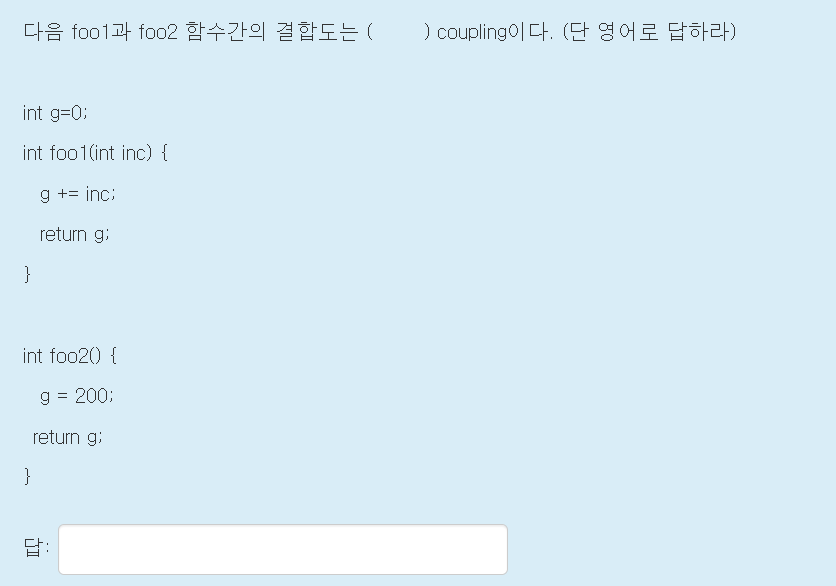 다음 foo1과 foo2 함수간의 결합도는 (        ) coupling이다. (단 영어로 답하라)
int g=0;
int foo1(int inc) {
g += inc;
return g;
}
int foo2() {
g = 200;
return g;
}
답: